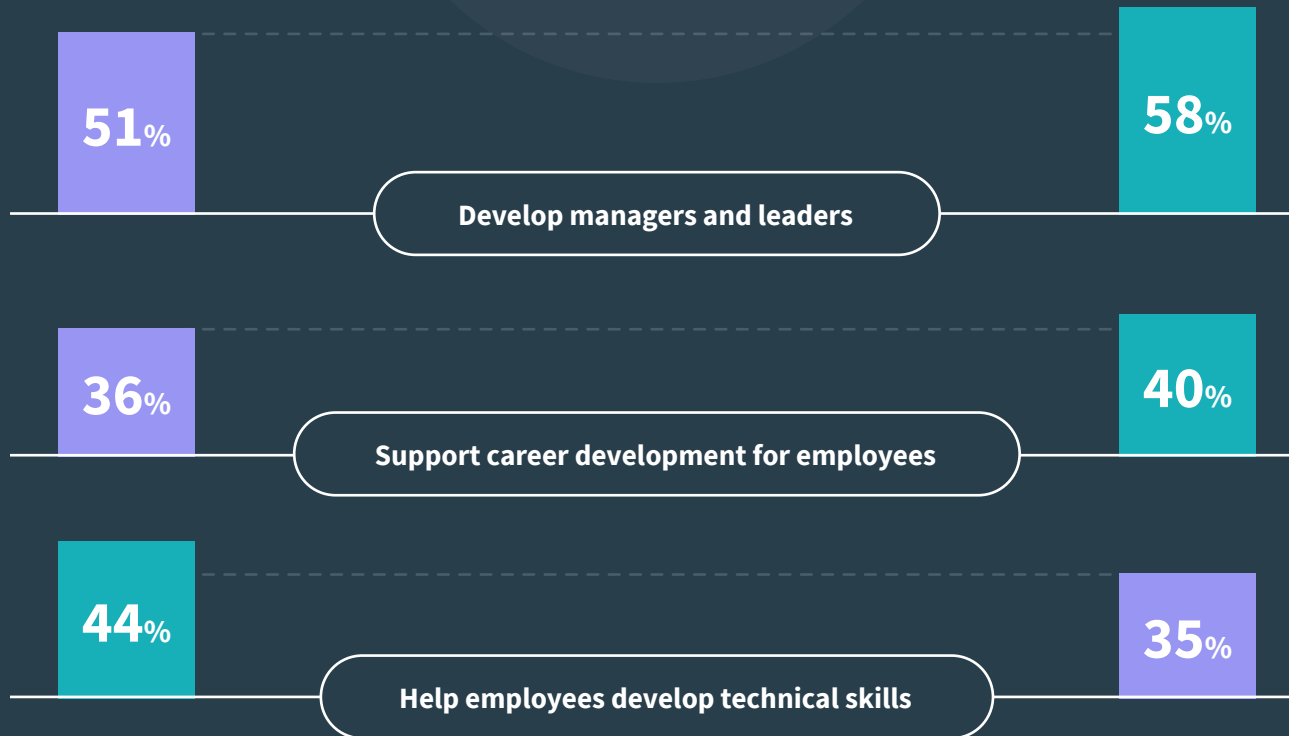 51%
58%
Develop managers and leaders
36%
40%
Support career development for employees
44%
35%
Help employees develop technical skills